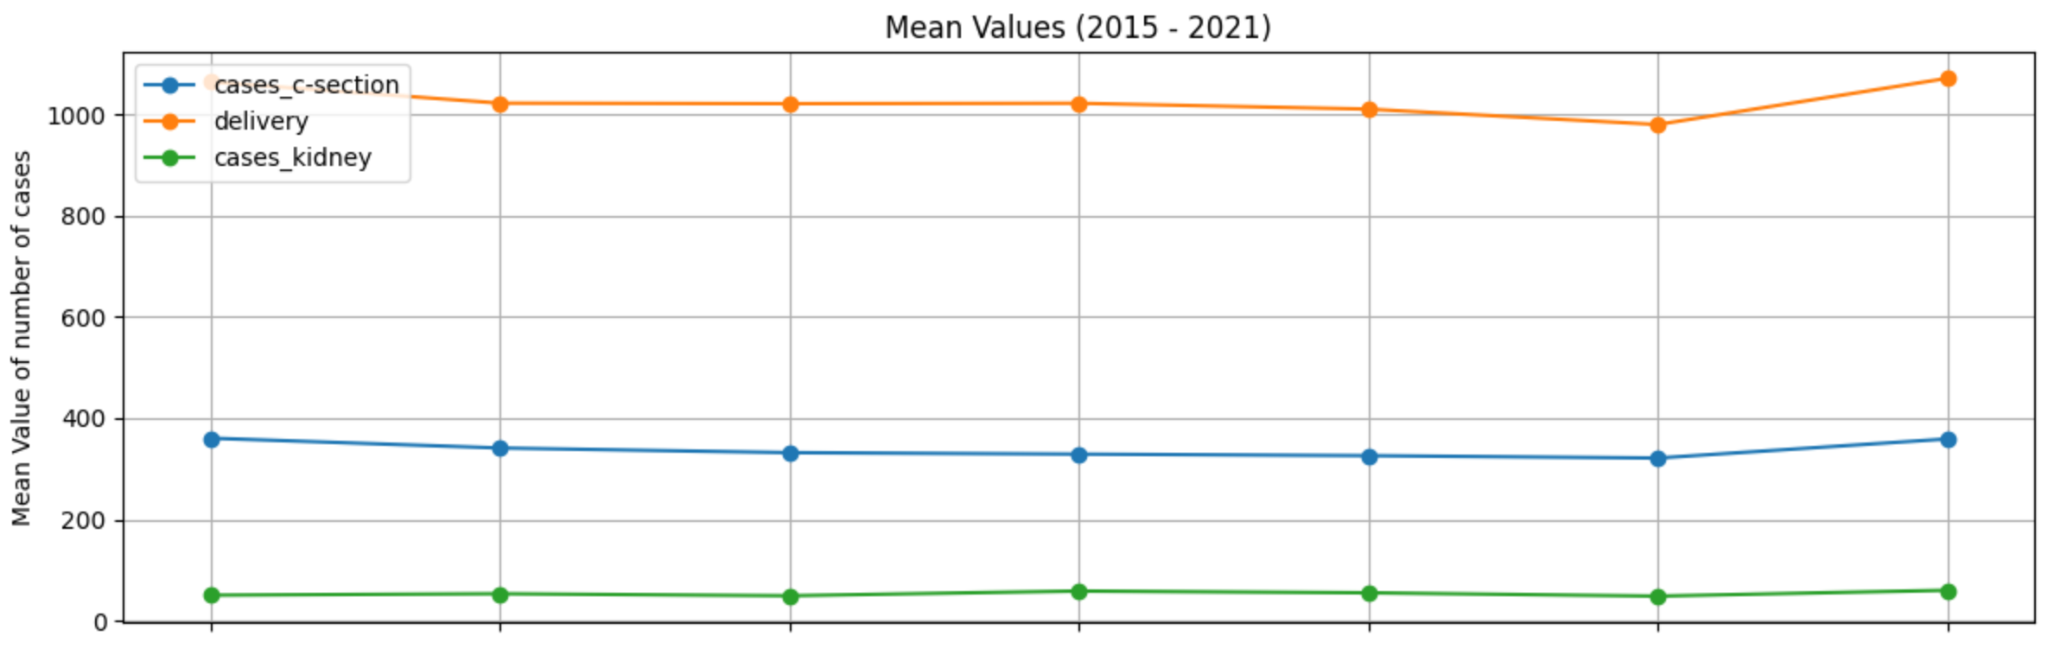 Mean Values (2015 - 2021)
cases_c-section
delivery
cases_kidney
Mean Value of number of cases
1000
800
600
400
200
0